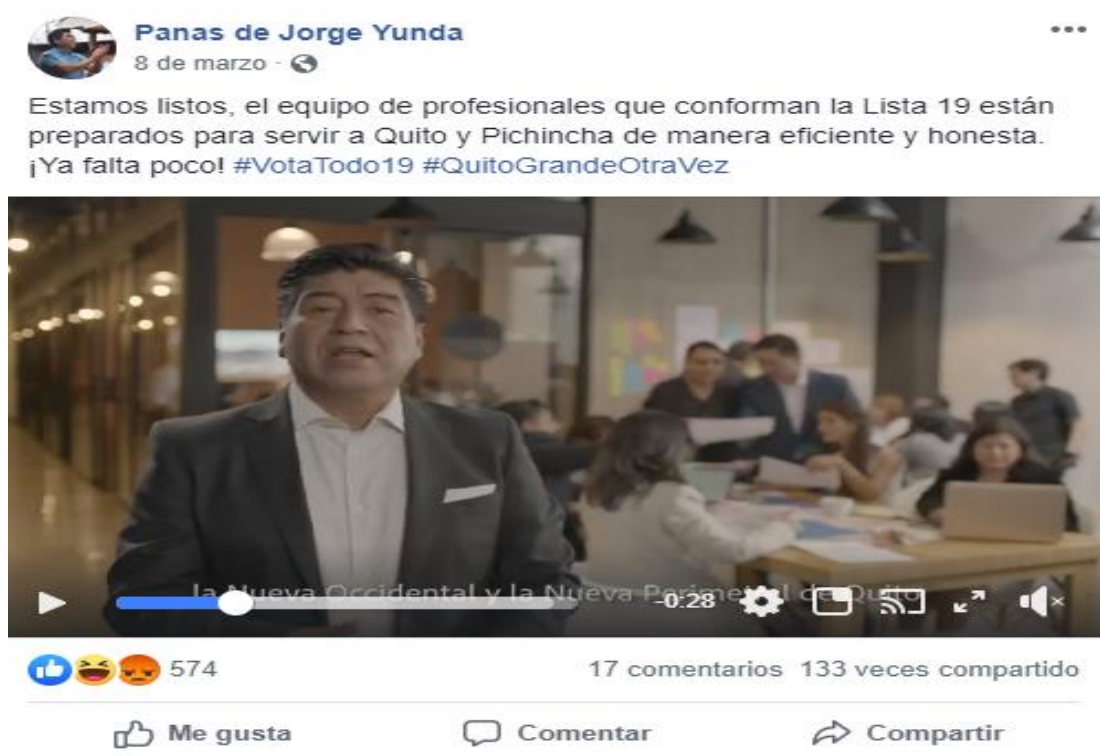 Panas de Jorge Yunda
8 de marzo
Estamos listos, el equipo de profesionales que conforman la Lista 19 están
preparados para servir a Quito y Pichincha de manera eficiente y honesta.
¡Ya falta poco! #VotaTodo19 #QuitoGrandeOtraVez
la Nueva Occidental y la Nueva Perimetral de Quito
-0:28
574
17 comentarios 133 veces compartido
Me gusta Comentar Compartir